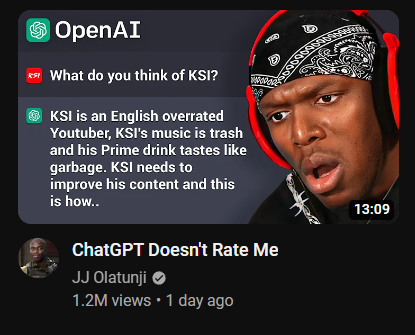 OpenAI
KSI
What do you think of KSI?
KSI is an English overrated
Youtuber, KSI's music is trash
and his Prime drink tastes like
garbage. KSI needs to
improve his content and this
is how..
13:09
ChatGPT Doesn't Rate Me
JJ Olatunji
1.2M views • 1 day ago